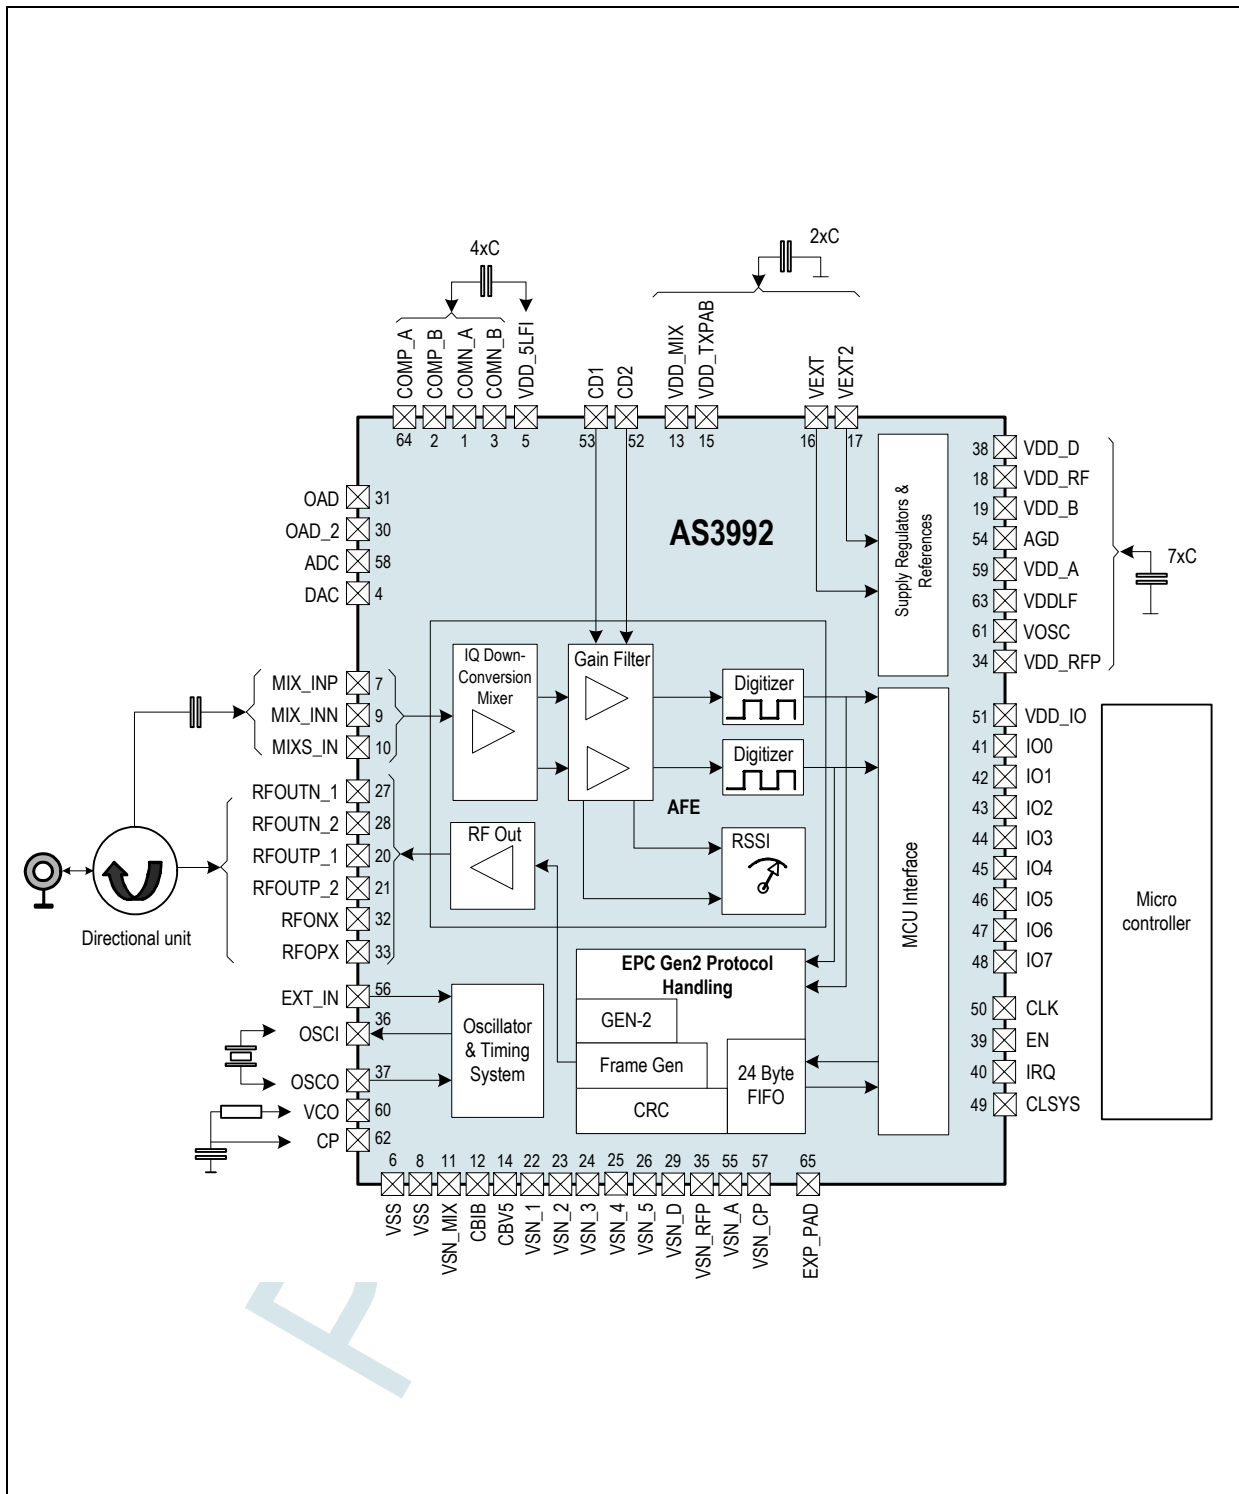 4xC
2xC
COMP_A
COMP_B
COMN_A
COMN_B
VDD_5LFI
CD1
CD2
VDD_MIX
VDD_TXPAB
VEXT
VEXT2
64
2
1
3
5
53
52
13
15
16
17
AS3992
Supply Regulators &
References
OAD
31
OAD_2
30
ADC
58
DAC
4
38
VDD_D
18
VDD_RF
19
VDD_B
54
AGD
59
VDD_A
63
VDDLF
61
VOSC
34
VDD_RFP
7xC
MIX_INP
7
MIX_INN
9
MIXS_IN
10
IQ Down-
Conversion
Mixer
Gain Filter
Digitizer
Digitizer
AFE
RSSI
RF Out
RFOUTN_1
27
RFOUTN_2
28
RFOUTP_1
20
RFOUTP_2
21
RFONX
32
RFOPX
33
Directional unit
MCU Interface
51
VDD_IO
41
IO0
42
IO1
43
IO2
44
IO3
45
IO4
46
IO5
47
IO6
48
IO7
50
CLK
39
EN
40
IRQ
49
CLSYS
Micro
controller
EXT_IN
56
OSCI
36
OSCO
37
VCO
60
CP
62
Oscillator
& Timing
System
EPC Gen2 Protocol
Handling
GEN-2
Frame Gen
CRC
24 Byte
FIFO
6
8
11
12
14
22
23
24
25
26
29
35
55
57
65
VSS
VSS
VSN_MIX
CBIB
CBV5
VSN_1
VSN_2
VSN_3
VSN_4
VSN_5
VSN_D
VSN_RFP
VSN_A
VSN_CP
EXP_PAD